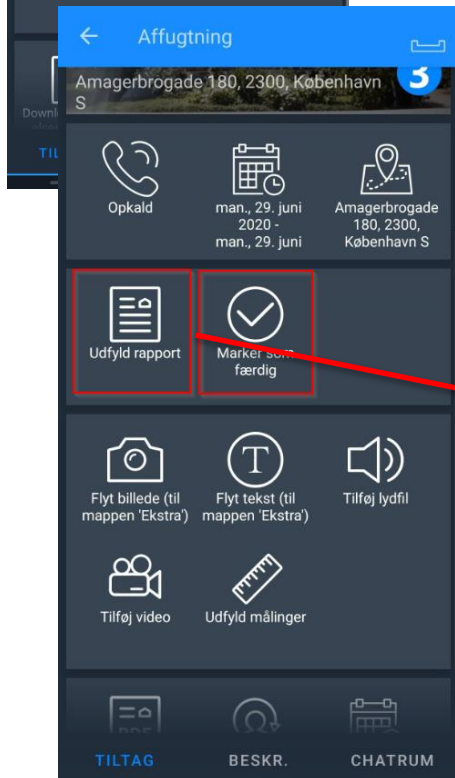 Affugtning
Amagerbrogade 180, 2300, København
S
3
Opkald
man., 29. juni
2020 -
man., 29. juni
Amagerbrogade
180, 2300,
København S
Udfyld rapport
Marker som
færdig
Flyt billede (til
mappen 'Ekstra')
Flyt tekst (til
mappen 'Ekstra')
Tilføj lydfil
T
Tilføj video
Udfyld målinger
PDF
TILTAG
BESKR.
CHATRUM